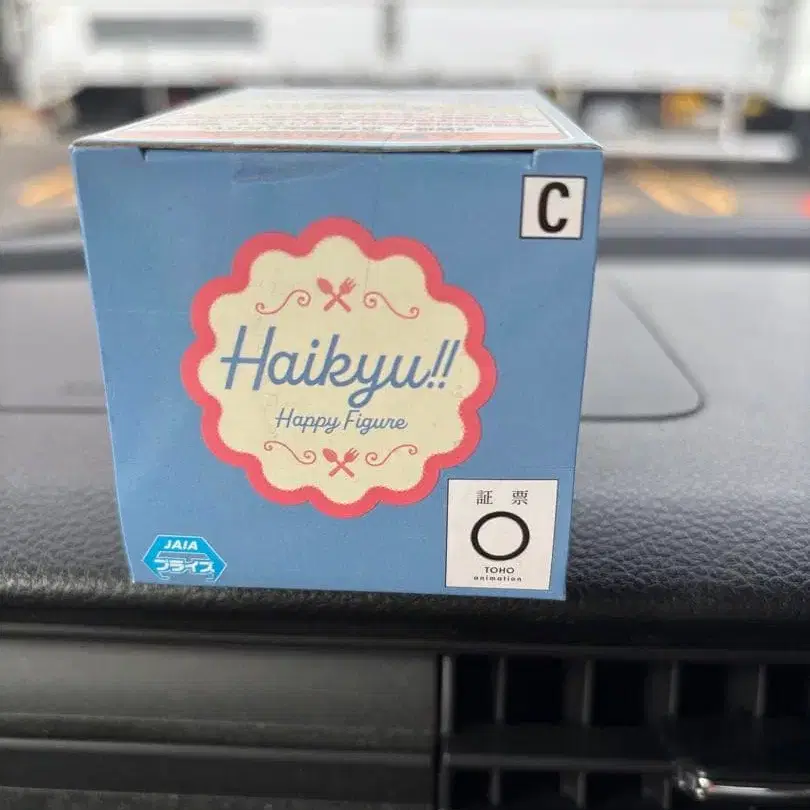 C
Haikyu!!
Happy Figure
証 票
TOHO
animation
JAIA
プライズ